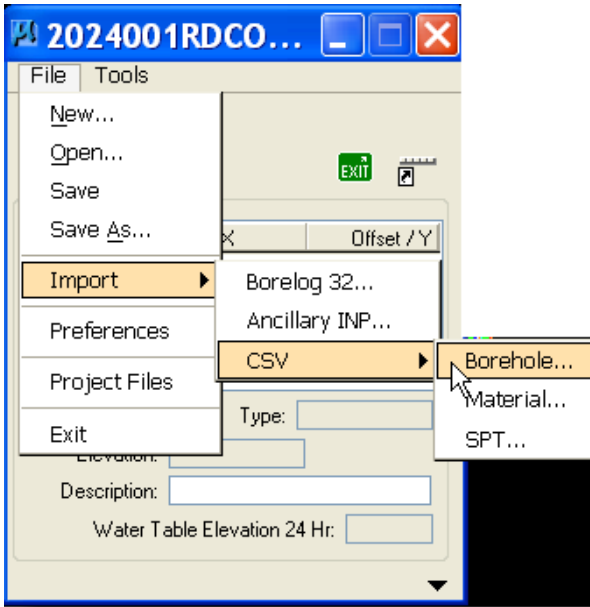 2024001RDCO...
File Tools
New...
Open...
Save
EXIT
Save As...
X Offset / Y
Import
Borelog 32...
Ancillary INP...
Preferences
CSV
Borehole...
Project Files
Material...
Type:
Exit
SPT...
Elevation:
Description:
Water Table Elevation 24 Hr: